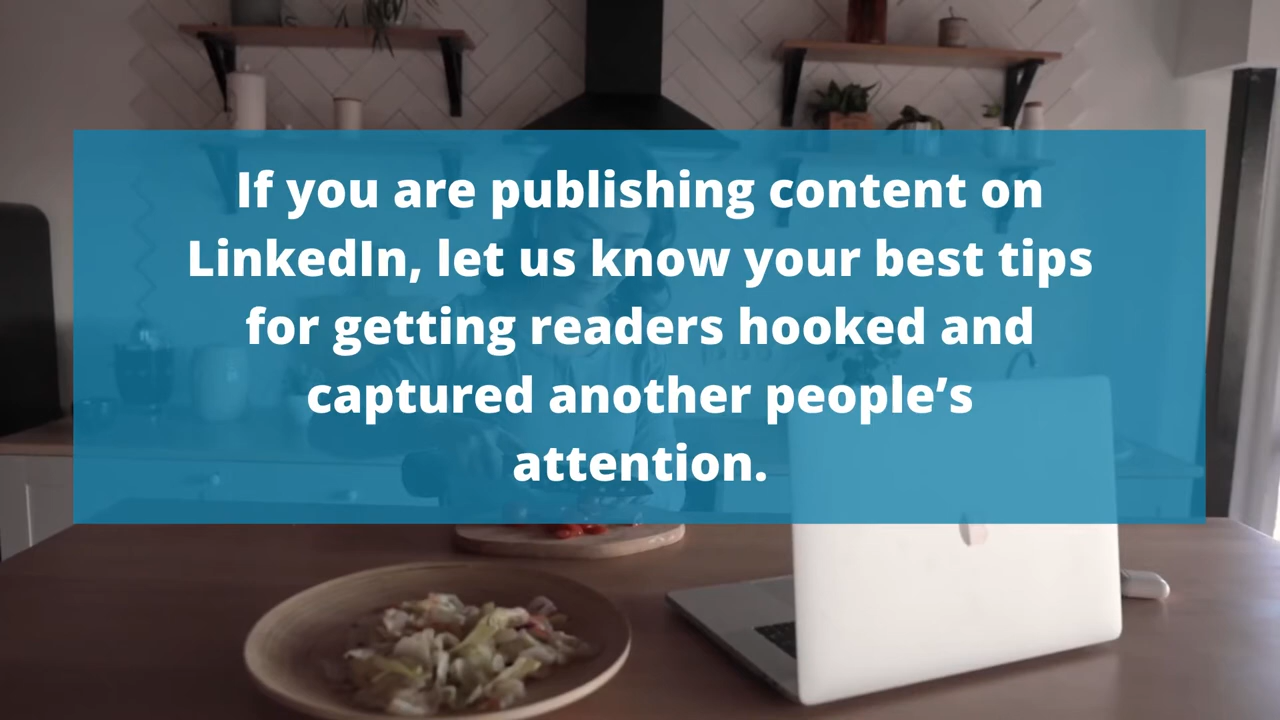 If you are publishing content on
LinkedIn, let us know your best tips
for getting readers hooked and
captured another people’s
attention.